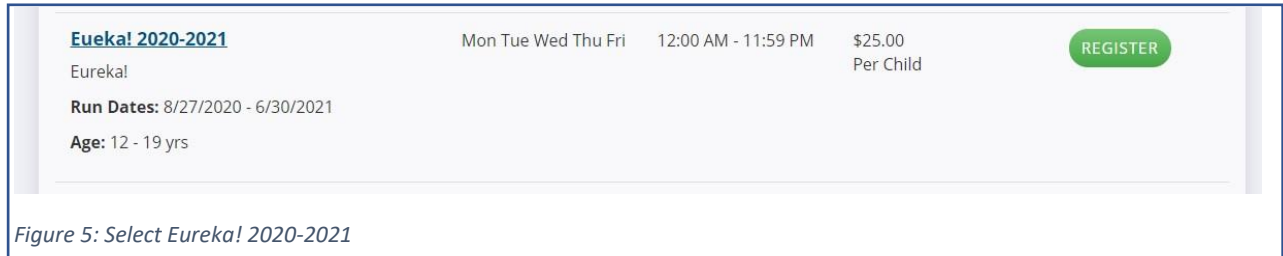 Eueka! 2020-2021 Mon Tue Wed Thu Fri 12:00 AM - 11:59 PM $25.00 REGISTER
Eureka! Per Child
Run Dates: 8/27/2020 - 6/30/2021
Age: 12 - 19 yrs
Figure 5: Select Eureka! 2020-2021